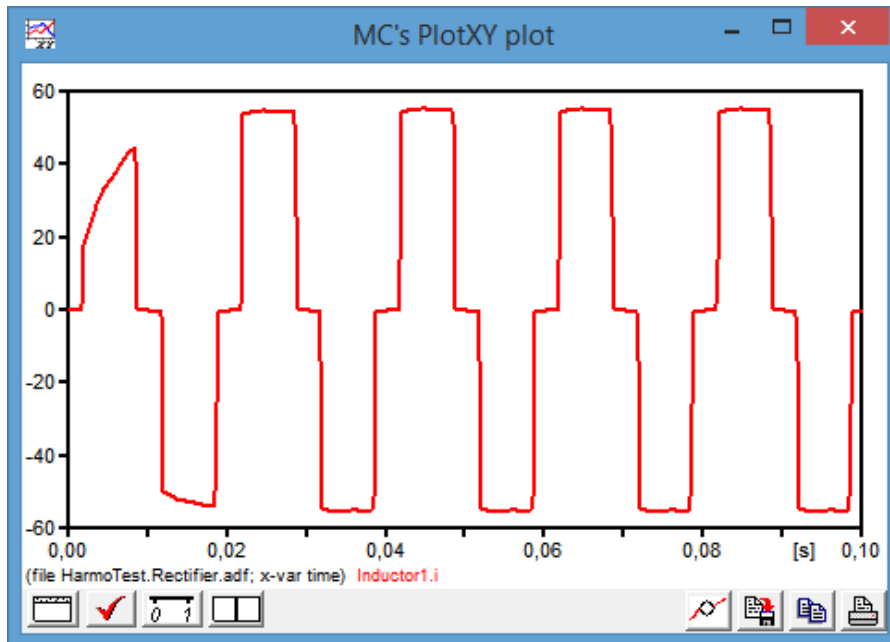 MC's PlotXY plot
60
40
20
0
-20
-40
-60
0,00 0,02 0,04 0,06 0,08 [s] 0,10
(file HarmoTest.Rectifier.adf; x-var time) Inductor1.i
0 1